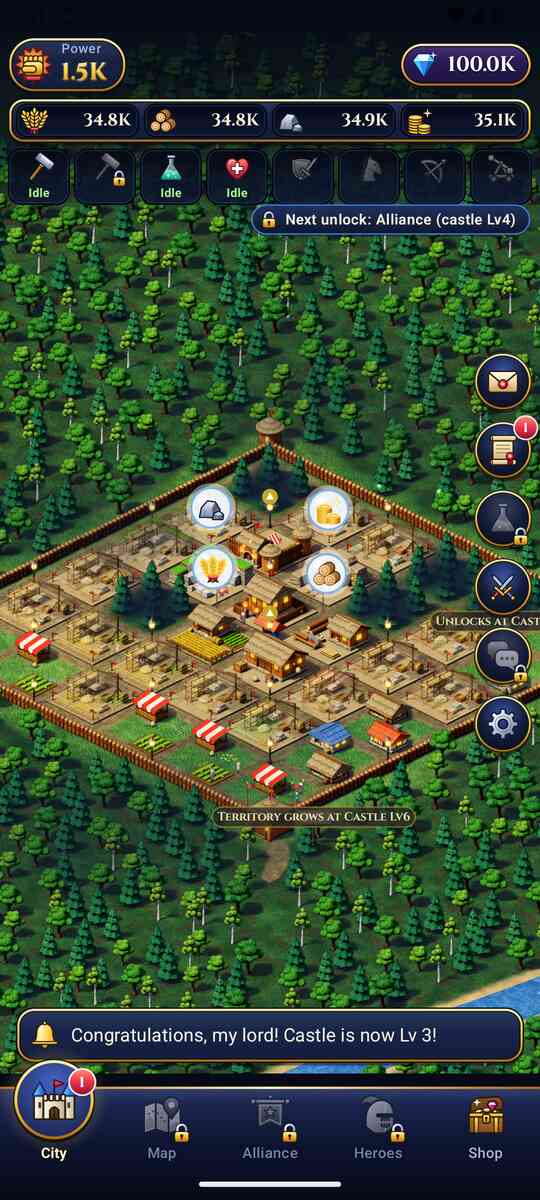 Power
1.5K
100.0K
34.8K
34.8K
34.9K
35.1K
Idle
Idle
Idle
Next unlock: Alliance (castle Lv4)
1
Unlocks at Cast
Territory grows at Castle Lv6
Congratulations, my lord! Castle is now Lv 3!
1
City
Map
Alliance
Heroes
Shop